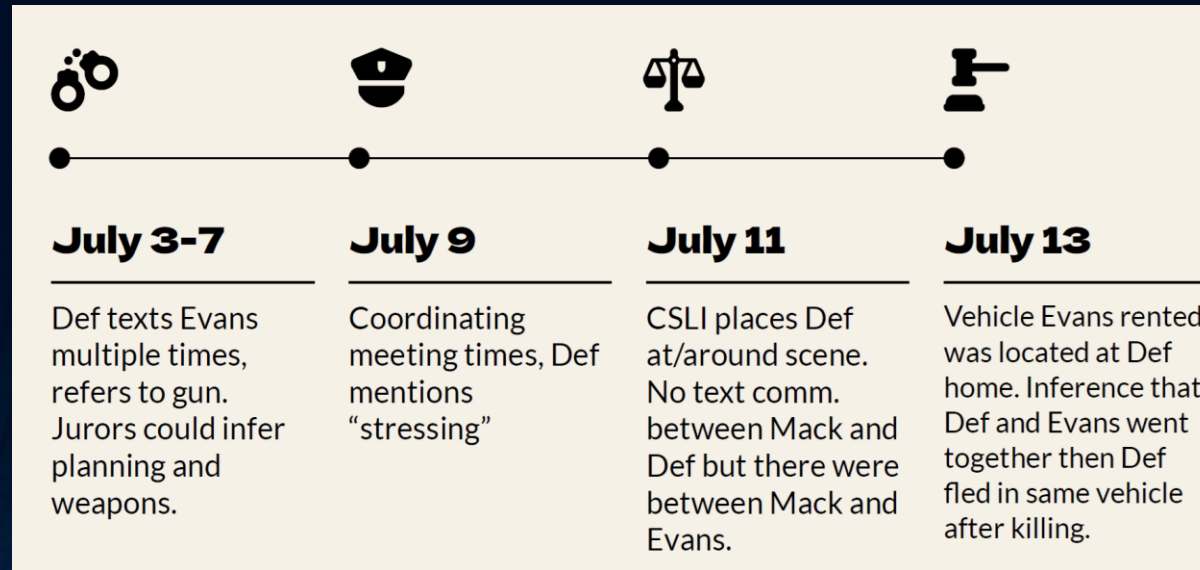 July 3-7
Def texts Evans
multiple times,
refers to gun.
Jurors could infer
planning and
weapons.
July 9
Coordinating
meeting times, Def
mentions
“stressing”
July 11
CSLI places Def
at/around scene.
No text comm.
between Mack and
Def but there were
between Mack and
Evans.
July 13
Vehicle Evans rented
was located at Def
home. Inference that
Def and Evans went
together then Def
fled in same vehicle
after killing.